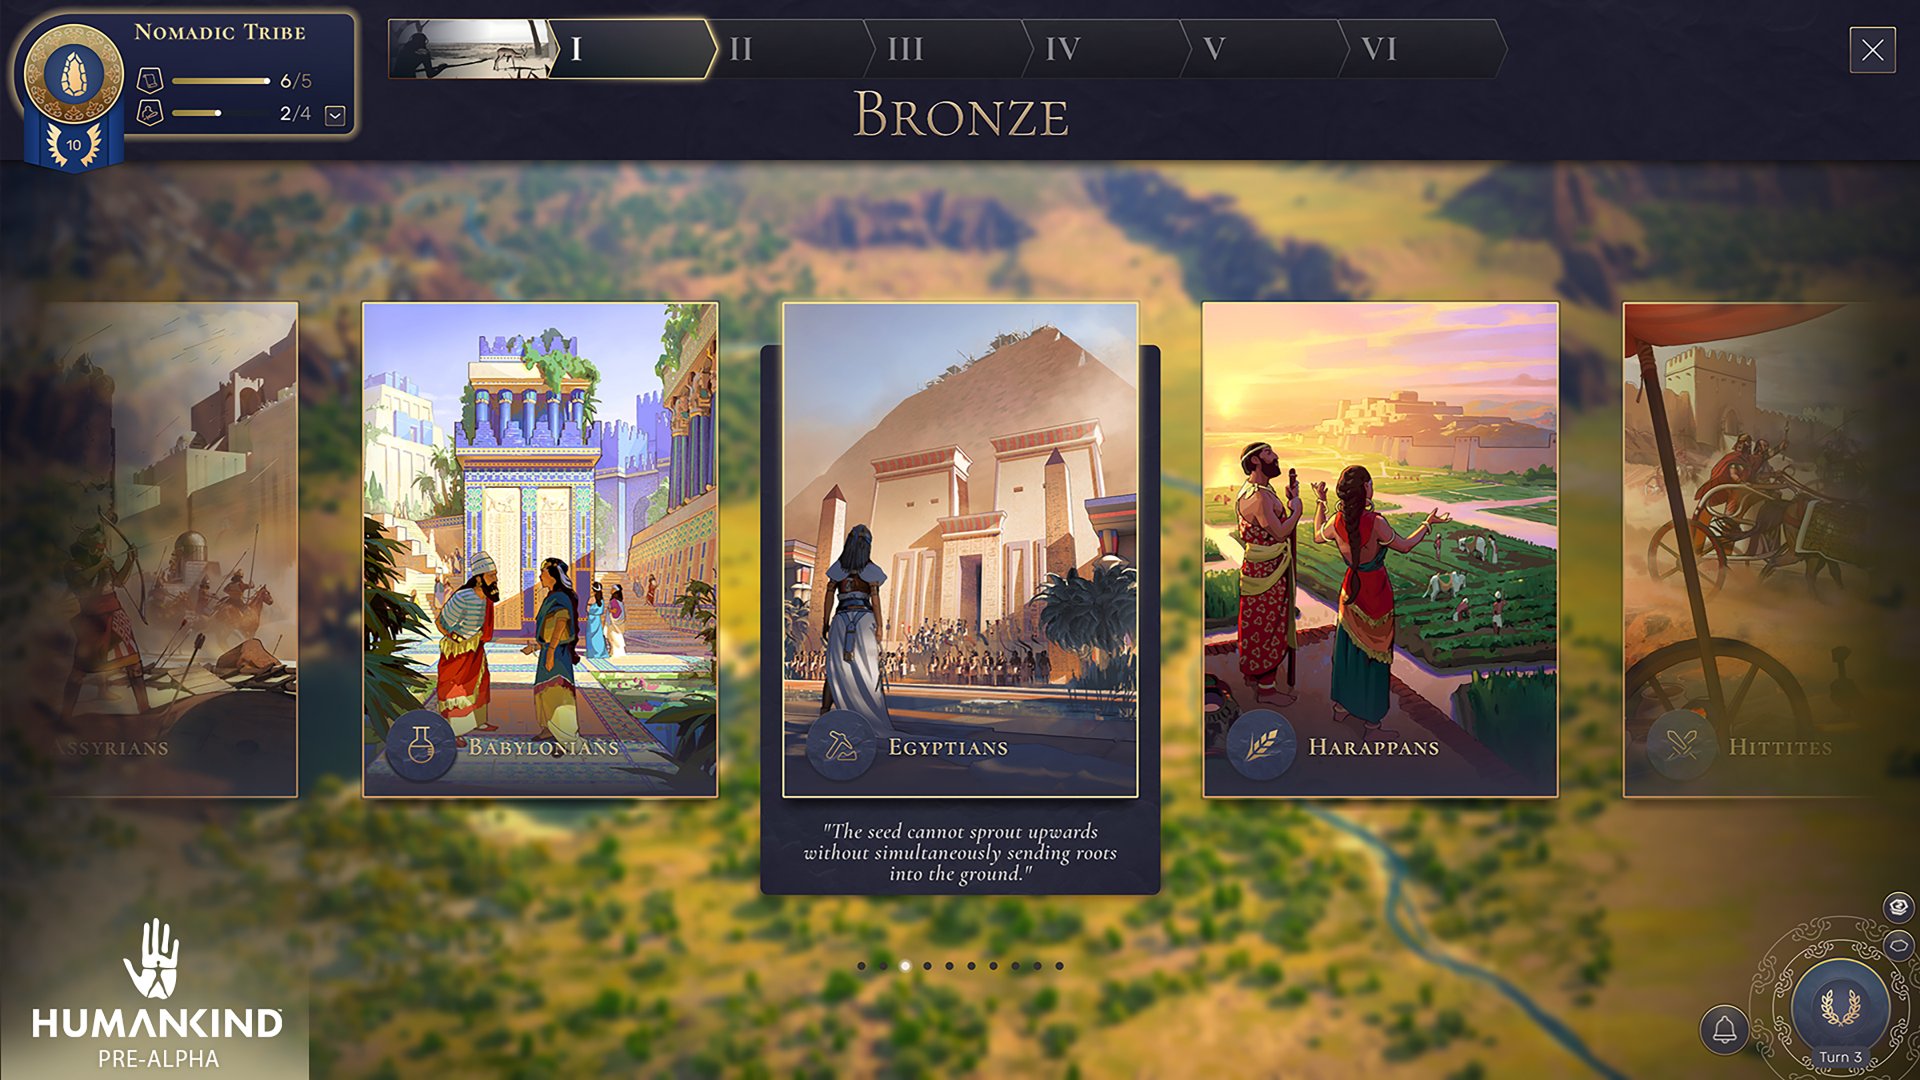 NOMADIC TRIBE
6/5
2/4
10
I
II
III
IV
V
VI
BRONZE
ASSYRIANS
BABYLONIANS
EGYPTIANS
HARAPPANS
HITTITES
"The seed cannot sprout upwards
without simultaneously sending roots
into the ground."
HUMANKIND
PRE-ALPHA
Turn 3